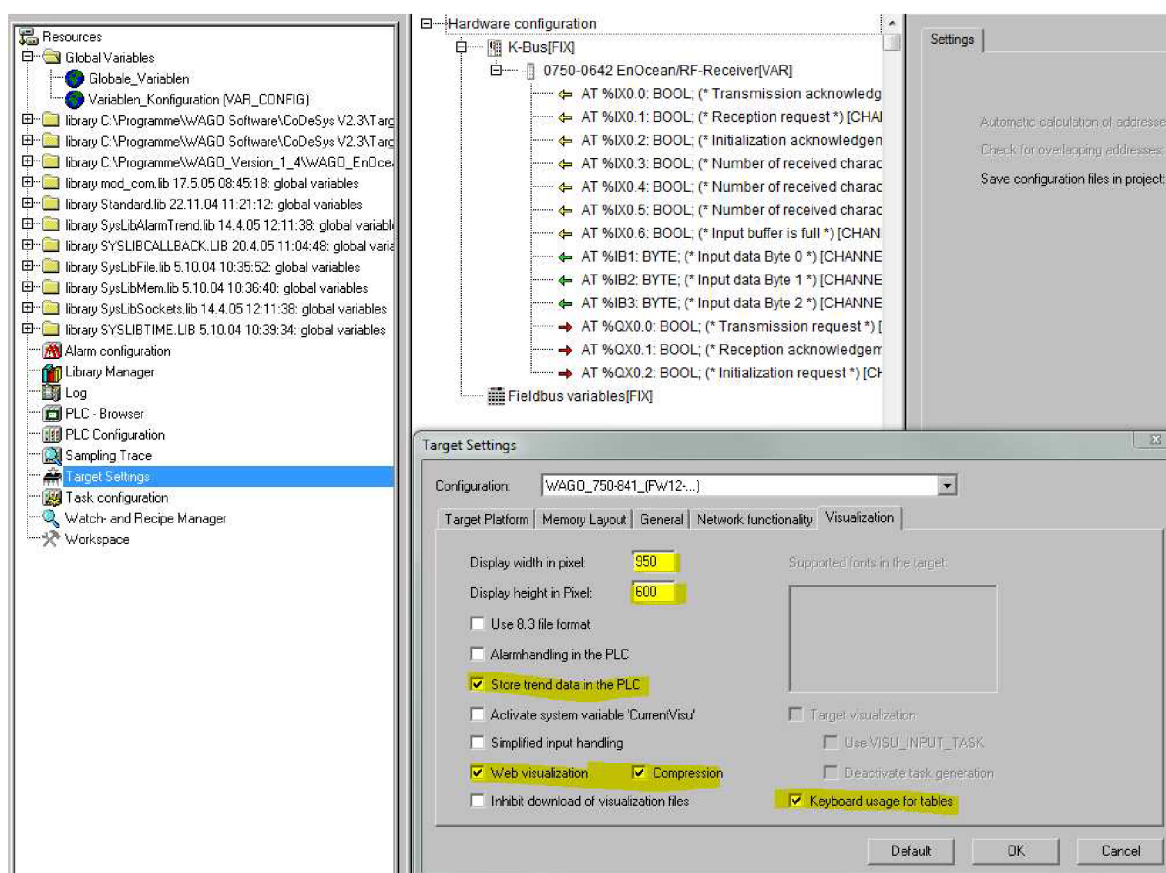 Resources
Global Variables
Globale_Variablen
Variablen_Konfiguration (VAR_CONFIG)
library C:\Programme\WAGO Software\CoDeSys V2.3\Targ
library C:\Programme\WAGO Software\CoDeSys V2.3\Targ
library C:\Programme\WAGO_Version_1_4\WAGO_EnOcea
library mod_com.lib 17.5.05 08:45:18: global variables
library Standard.lib 22.11.04 11:21:12: global variables
library SysLibAlarmTrend.lib 14.4.05 12:11:38: global variabl
library SYSLIBCALLBACK.LIB 20.4.05 11:04:48: global varia
library SysLibFile.lib 5.10.04 10:35:52: global variables
library SysLibMem.lib 5.10.04 10:36:40: global variables
library SysLibSockets.lib 14.4.05 12:11:38: global variables
library SYSLIBTIME.LIB 5.10.04 10:39:34: global variables
Alarm configuration
Library Manager
Log
PLC - Browser
PLC Configuration
Sampling Trace
Target Settings
Task configuration
Watch- and Recipe Manager
Workspace
Hardware configuration
K-Bus[FIX]
0750-0642 EnOcean/RF-Receiver[VAR]
AT %IX0.0: BOOL; (* Transmission acknowledg
AT %IX0.1: BOOL; (* Reception request *) [CHAI
AT %IX0.2: BOOL; (* Initialization acknowledgen
AT %IX0.3: BOOL; (* Number of received charac
AT %IX0.4: BOOL; (* Number of received charac
AT %IX0.5: BOOL; (* Number of received charac
AT %IX0.6: BOOL; (* Input buffer is full *) [CHAN
AT %IB1: BYTE; (* Input data Byte 0 *) [CHANNE
AT %IB2: BYTE; (* Input data Byte 1 *) [CHANNE
AT %IB3: BYTE; (* Input data Byte 2 *) [CHANNE
AT %QX0.0: BOOL; (* Transmission request *) [
AT %QX0.1: BOOL; (* Reception acknowledgem
AT %QX0.2: BOOL; (* Initialization request *) [CH
Fieldbus variables[FIX]
Settings
Automatic calculation of addresse
Check for overlapping addresses:
Save configuration files in project:
Target Settings
Configuration: WAGO_750-841_(FW12-...)
Target Platform Memory Layout General Network functionality Visualization
Display width in pixel: 950
Supported fonts in the target:
Display height in Pixel: 600
Use 8.3 file format
Alarmhandling in the PLC
Store trend data in the PLC
Activate system variable 'CurrentVisu'
Target visualization
Simplified input handling
Use VISU_INPUT_TASK
Web visualization Compression
Deactivate task generation
Inhibit download of visualization files
Keyboard usage for tables
Default OK Cancel